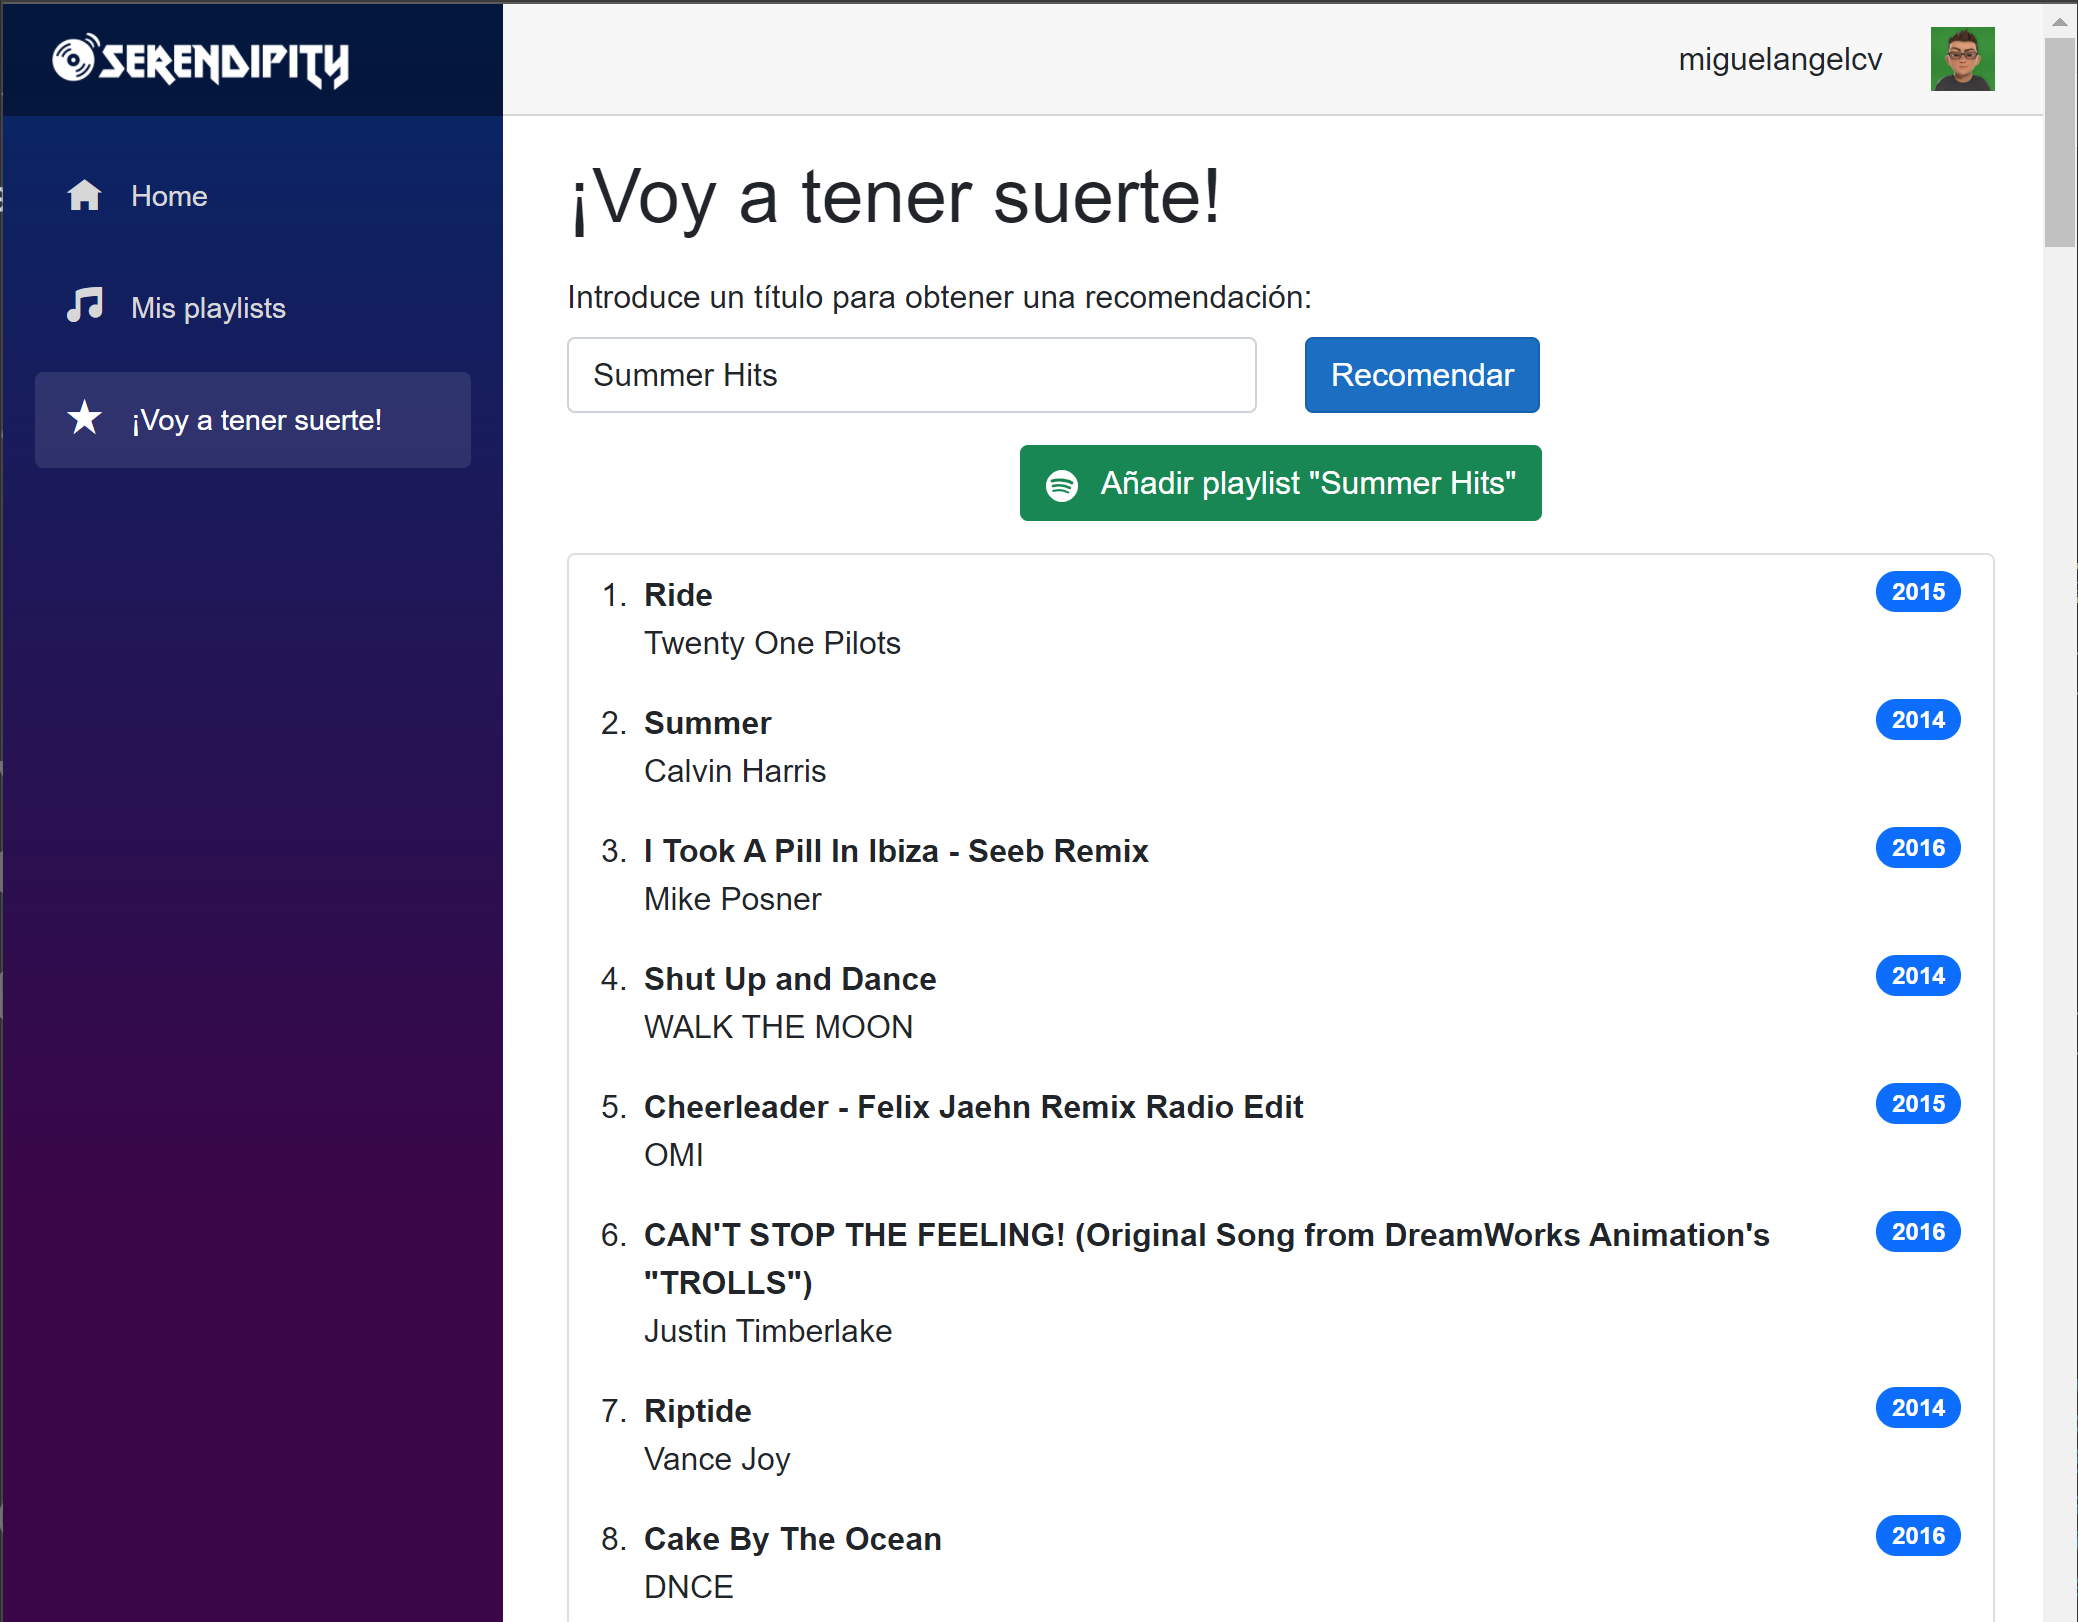 SERENDIPITY
miguelangelcv
Home
Mis playlists
¡Voy a tener suerte!
¡Voy a tener suerte!
Introduce un título para obtener una recomendación:
Summer Hits
Recomendar
Añadir playlist "Summer Hits"
1. Ride 2015
Twenty One Pilots
2. Summer 2014
Calvin Harris
3. I Took A Pill In Ibiza - Seeb Remix 2016
Mike Posner
4. Shut Up and Dance 2014
WALK THE MOON
5. Cheerleader - Felix Jaehn Remix Radio Edit 2015
OMI
6. CAN'T STOP THE FEELING! (Original Song from DreamWorks Animation's 2016
"TROLLS")
Justin Timberlake
7. Riptide 2014
Vance Joy
8. Cake By The Ocean 2016
DNCE